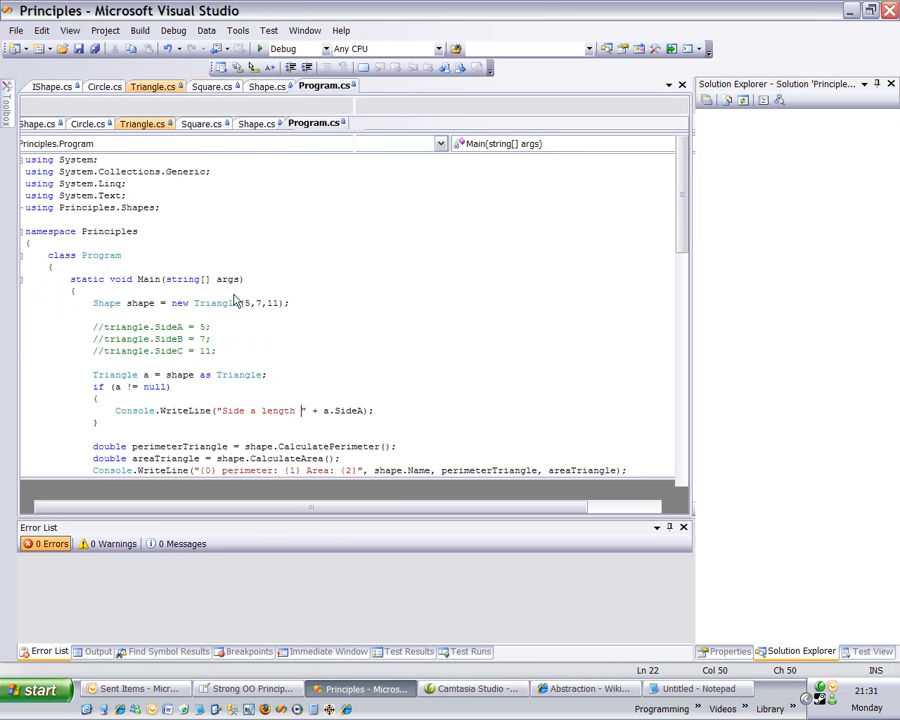 Principles - Microsoft Visual Studio
File Edit View Project Build Debug Data Tools Test Window Help
Debug Any CPU
IShape.cs Circle.cs Triangle.cs Square.cs Shape.cs Program.cs
Solution Explorer - Solution 'Principle...
Toolbox
Shape.cs Circle.cs Triangle.cs Square.cs Shape.cs Program.cs
Principles.Program Main(string[] args)
using System;
using System.Collections.Generic;
using System.Linq;
using System.Text;
using Principles.Shapes;
namespace Principles
{
class Program
{
static void Main(string[] args)
{
Shape shape = new Triangle(5,7,11);
//triangle.SideA = 5;
//triangle.SideB = 7;
//triangle.SideC = 11;
Triangle a = shape as Triangle;
if (a != null)
{
Console.WriteLine("Side a length " + a.SideA);
}
double perimeterTriangle = shape.CalculatePerimeter();
double areaTriangle = shape.CalculateArea();
Console.WriteLine("{0} perimeter: {1} Area: {2}", shape.Name, perimeterTriangle, areaTriangle);
Error List
0 Errors 0 Warnings 0 Messages
Error List Output Find Symbol Results Breakpoints Immediate Window Test Results Test Runs Properties Solution Explorer Test View
Ln 22 Col 50 Ch 50 INS
start Sent Items - Micr... Strong OO Princip... Principles - Micros... Camtasia Studio - ... Abstraction - Wiki... Untitled - Notepad 21:31
Programming Videos Library Monday